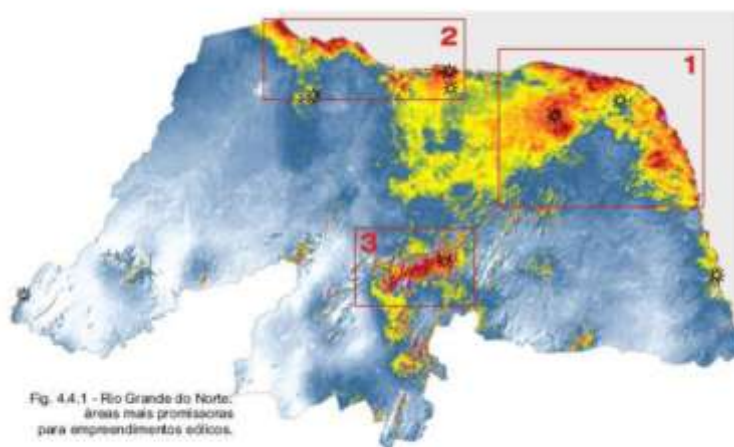 2
1
3
Fig. 4.4.1 - Rio Grande do Norte:
áreas mais promissoras
para empreendimentos eólicos.